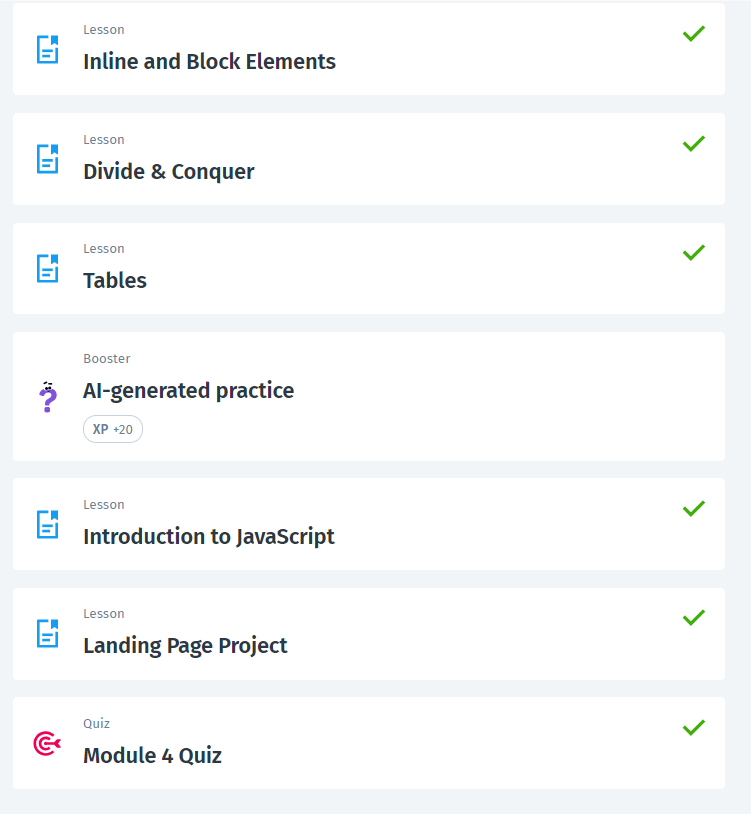 Lesson
Inline and Block Elements
Lesson
Divide & Conquer
Lesson
Tables
Booster
AI-generated practice
XP +20
Lesson
Introduction to JavaScript
Lesson
Landing Page Project
Quiz
Module 4 Quiz